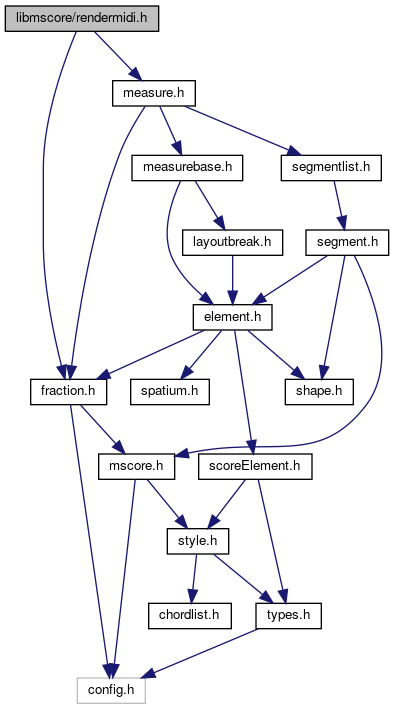 libmscore/rendermidi.h
measure.h
measurebase.h
segmentlist.h
layoutbreak.h
segment.h
element.h
fraction.h
spatium.h
shape.h
mscore.h
scoreElement.h
style.h
chordlist.h
types.h
config.h